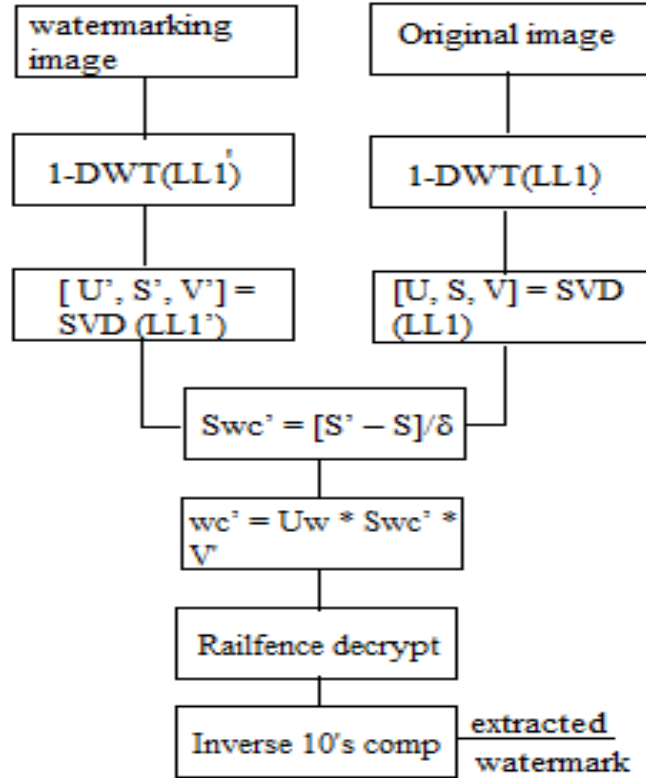 watermarking
image
Original image
1-DWT(LL1')
1-DWT(LL1)
[ U’, S’, V’] =
SVD (LL1’)
[U, S, V] = SVD
(LL1)
Swc’ = [S’ – S]/δ
wc’ = Uw * Swc’ *
V'
Railfence decrypt
Inverse 10's comp
extracted
watermark